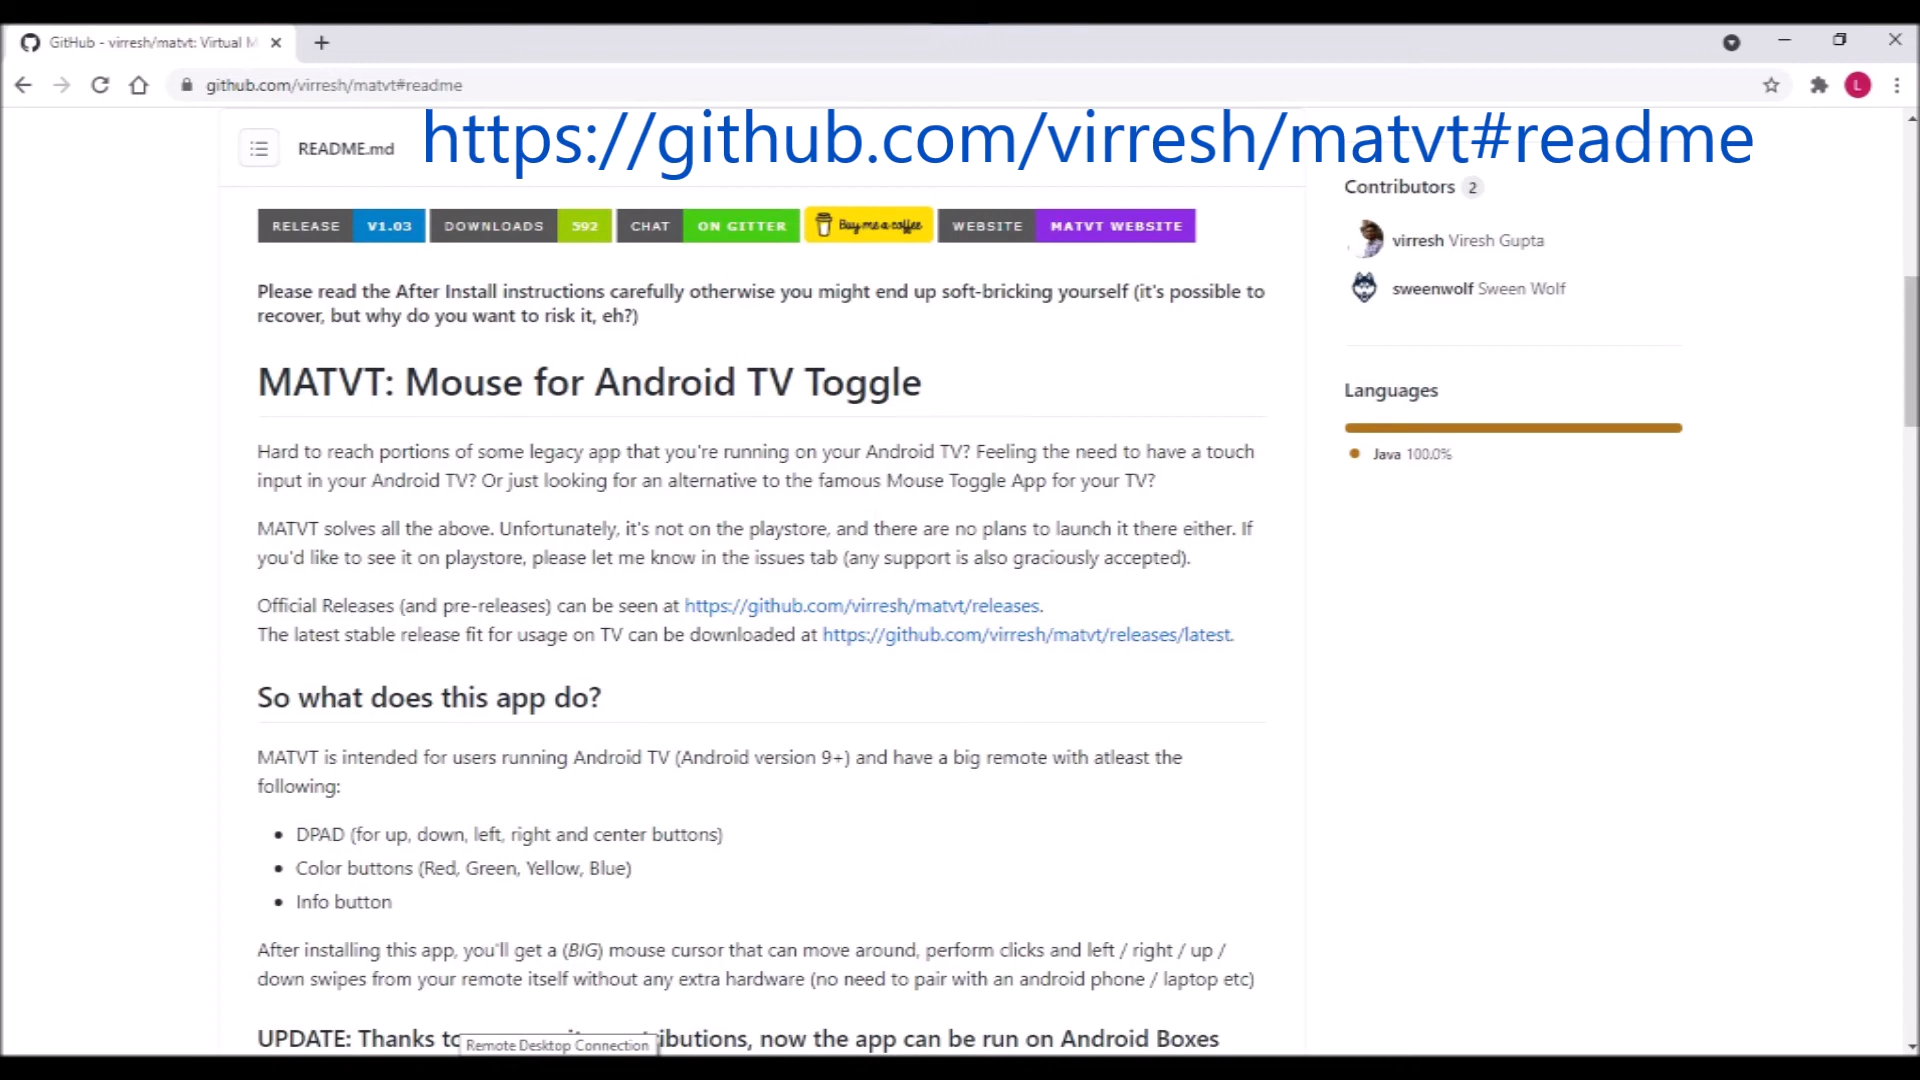 GitHub - virresh/matvt: Virtual M
github.com/virresh/matvt#readme
L
https://github.com/virresh/matvt#readme
README.md
RELEASE V1.03 DOWNLOADS 592 CHAT ON GITTER Buy me a coffee WEBSITE MATVT WEBSITE
Please read the After Install instructions carefully otherwise you might end up soft-bricking yourself (it's possible to
recover, but why do you want to risk it, eh?)
MATVT: Mouse for Android TV Toggle
Hard to reach portions of some legacy app that you're running on your Android TV? Feeling the need to have a touch
input in your Android TV? Or just looking for an alternative to the famous Mouse Toggle App for your TV?
MATVT solves all the above. Unfortunately, it's not on the playstore, and there are no plans to launch it there either. If
you'd like to see it on playstore, please let me know in the issues tab (any support is also graciously accepted).
Official Releases (and pre-releases) can be seen at https://github.com/virresh/matvt/releases.
The latest stable release fit for usage on TV can be downloaded at https://github.com/virresh/matvt/releases/latest.
So what does this app do?
MATVT is intended for users running Android TV (Android version 9+) and have a big remote with atleast the
following:
DPAD (for up, down, left, right and center buttons)
Color buttons (Red, Green, Yellow, Blue)
Info button
After installing this app, you'll get a (BIG) mouse cursor that can move around, perform clicks and left / right / up /
down swipes from your remote itself without any extra hardware (no need to pair with an android phone / laptop etc)
UPDATE: Thanks to ibutions, now the app can be run on Android Boxes
Remote Desktop Connection
Contributors 2
virresh Viresh Gupta
sweenwolf Sween Wolf
Languages
Java 100.0%